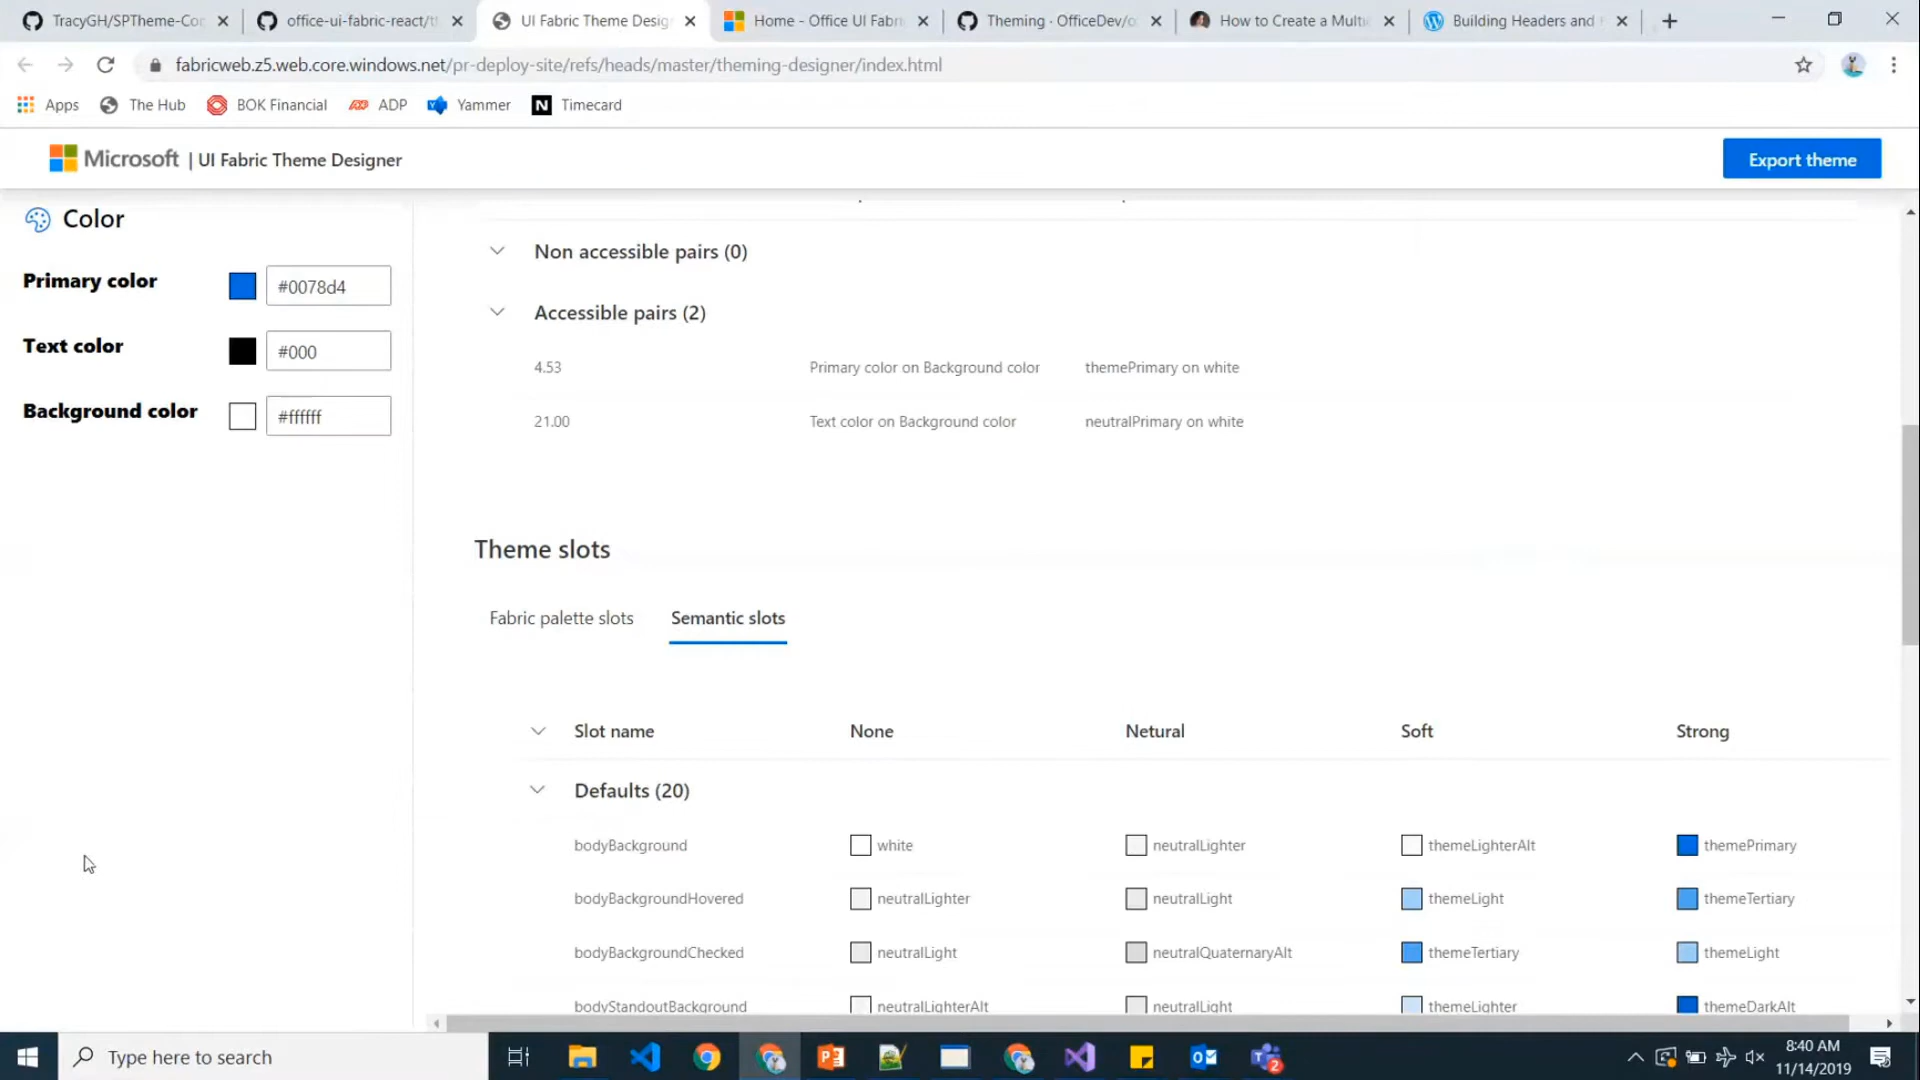 TracyGH/SPTheme-Co
office-ui-fabric-react/t
UI Fabric Theme Desig
Home - Office UI Fabri
Theming · OfficeDev/o
How to Create a Multi
Building Headers and
fabricweb.z5.web.core.windows.net/pr-deploy-site/refs/heads/master/theming-designer/index.html
Apps The Hub BOK Financial ADP Yammer N Timecard
Microsoft | UI Fabric Theme Designer
Export theme
Color
Primary color #0078d4
Text color #000
Background color #ffffff
Non accessible pairs (0)
Accessible pairs (2)
4.53 Primary color on Background color themePrimary on white
21.00 Text color on Background color neutralPrimary on white
Theme slots
Fabric palette slots Semantic slots
Slot name None Netural Soft Strong
Defaults (20)
bodyBackground white neutralLighter themeLighterAlt themePrimary
bodyBackgroundHovered neutralLighter neutralLight themeLight themeTertiary
bodyBackgroundChecked neutralLight neutralQuaternaryAlt themeTertiary themeLight
bodyStandoutBackground neutralLighterAlt neutralLight themeLighter themeDarkAlt
Type here to search
8:40 AM
11/14/2019